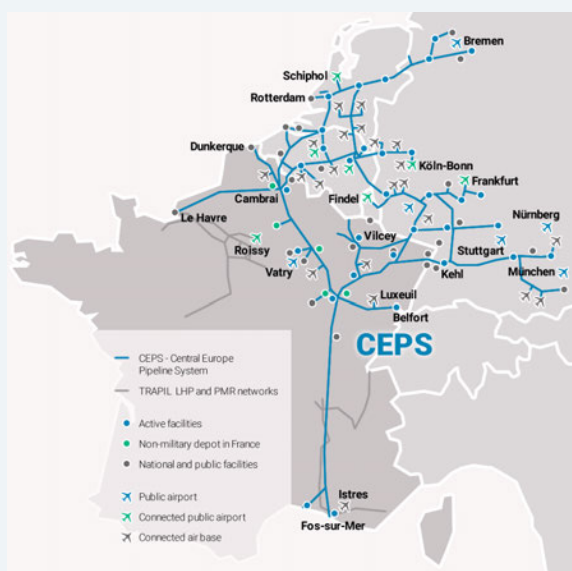 Bremen
Schiphol
Rotterdam
Dunkerque
Köln-Bonn
Cambrai
Findel
Frankfurt
Le Havre
Nürnberg
Roissy
Vilcey
Stuttgart
Vatry
Kehl
München
Luxeuil
Belfort
CEPS
CEPS - Central Europe
Pipeline System
TRAPIL LHP and PMR networks
Active facilities
Non-military depot in France
National and public facilities
Public airport
Connected public airport
Connected air base
Istres
Fos-sur-Mer